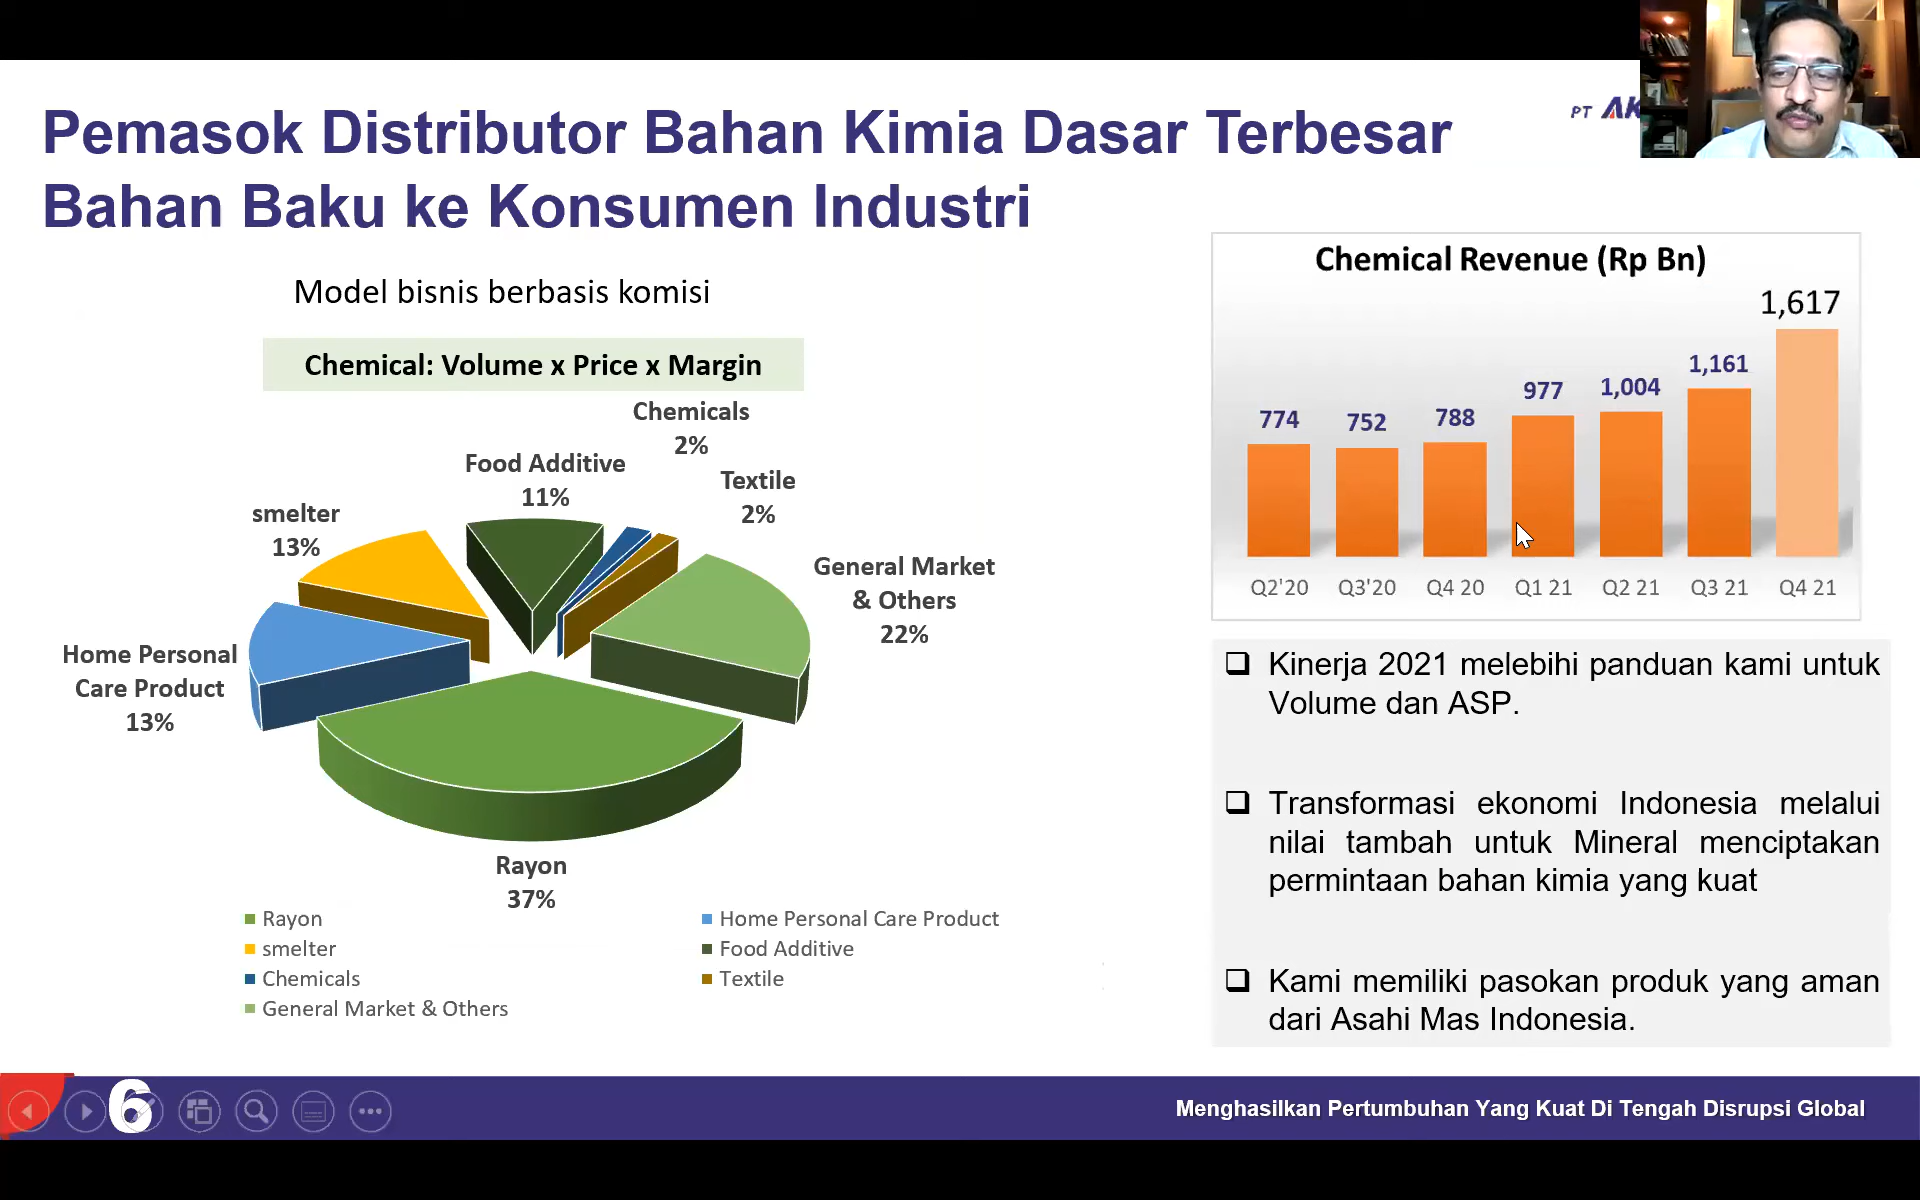 Pemasok Distributor Bahan Kimia Dasar Terbesar
Bahan Baku ke Konsumen Industri
PT AK
Model bisnis berbasis komisi
Chemical: Volume x Price x Margin
Chemicals
2%
Food Additive
11%
Textile
2%
smelter
13%
General Market
& Others
22%
Home Personal
Care Product
13%
Rayon
37%
Rayon
Home Personal Care Product
smelter
Food Additive
Chemicals
Textile
General Market & Others
Chemical Revenue (Rp Bn)
774
752
788
977
1,004
1,161
1,617
Q2'20
Q3'20
Q4 20
Q1 21
Q2 21
Q3 21
Q4 21
Kinerja 2021 melebihi panduan kami untuk
Volume dan ASP.
Transformasi ekonomi Indonesia melalui
nilai tambah untuk Mineral menciptakan
permintaan bahan kimia yang kuat
Kami memiliki pasokan produk yang aman
dari Asahi Mas Indonesia.
6
Menghasilkan Pertumbuhan Yang Kuat Di Tengah Disrupsi Global